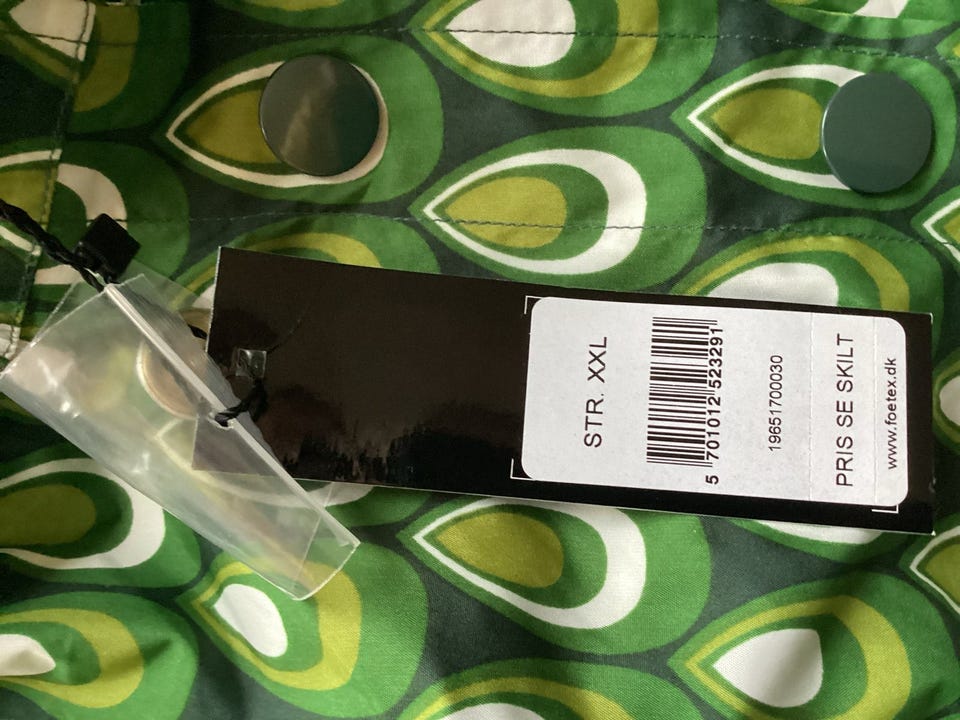 STR. XXL
5 701012 523291
19651700030
PRIS SE SKILT
www.foetex.dk